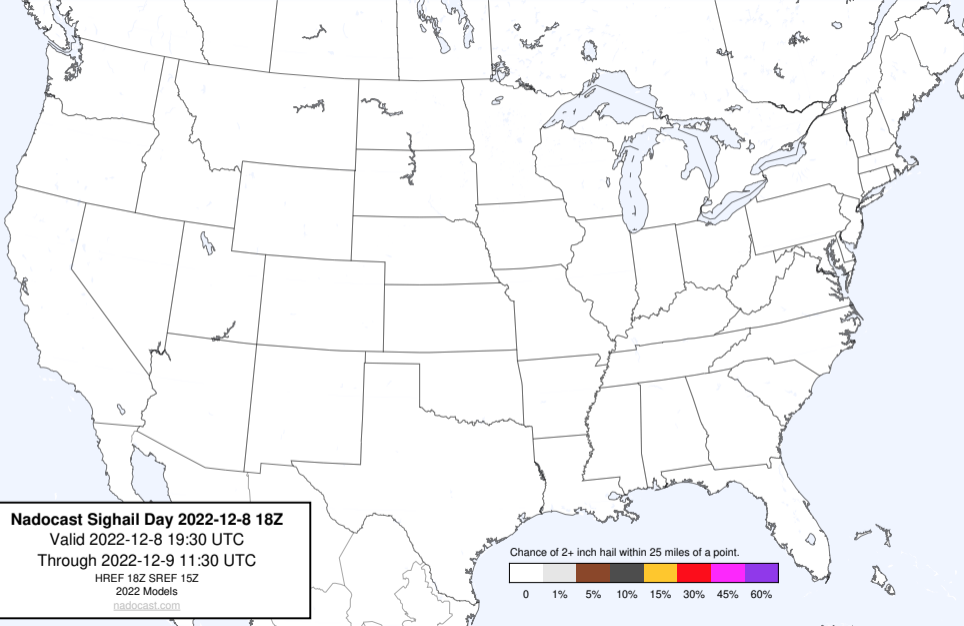 Nadocast Sighail Day 2022-12-8 18Z
Valid 2022-12-8 19:30 UTC
Through 2022-12-9 11:30 UTC
HREF 18Z SREF 15Z
2022 Models
nadocast.com
Chance of 2+ inch hail within 25 miles of a point.
0 1% 5% 10% 15% 30% 45% 60%